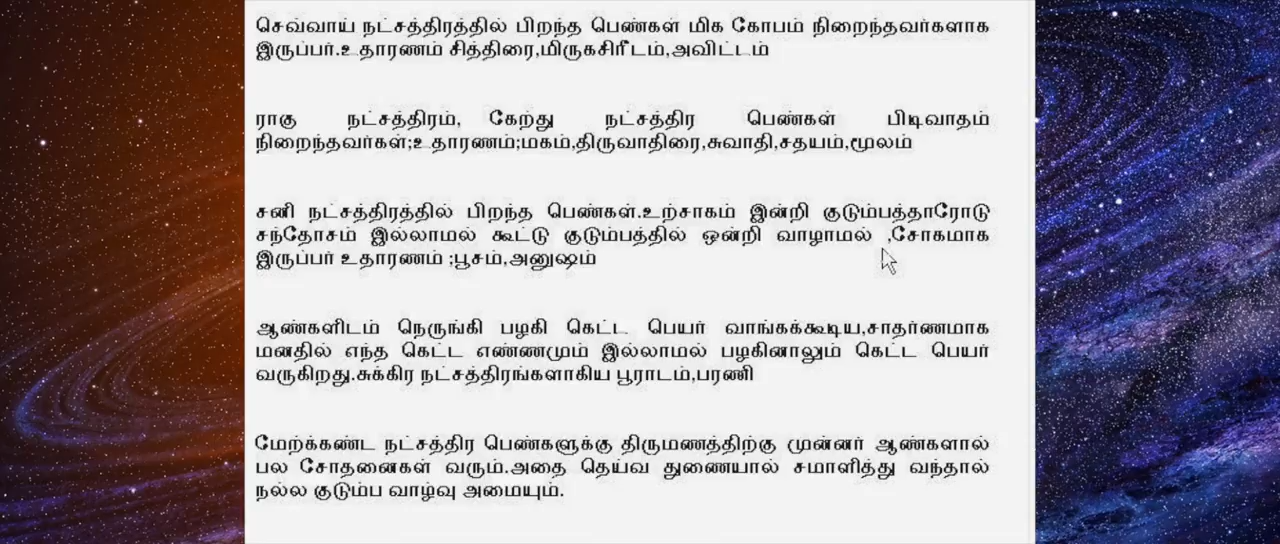 செவ்வாய் நட்சத்திரத்தில் பிறந்த பெண்கள் மிக கோபம் நிறைந்தவர்களாக
இருப்பர்.உதாரணம் சித்திரை,மிருகசிரீடம்,அவிட்டம்
ராகு நட்சத்திரம், கேற்து நட்சத்திர பெண்கள் பிடிவாதம்
நிறைந்தவர்கள்;உதாரணம்;மகம்,திருவாதிரை,சுவாதி,சதயம்,மூலம்
சனி நட்சத்திரத்தில் பிறந்த பெண்கள்.உற்சாகம் இன்றி குடும்பத்தாரோடு
சந்தோசம் இல்லாமல் கூட்டு குடும்பத்தில் ஒன்றி வாழாமல் ,சோகமாக
இருப்பர் உதாரணம் ;பூசம்,அனுஷம்
ஆண்களிடம் நெருங்கி பழகி கெட்ட பெயர் வாங்கக்கூடிய,சாதர்ணமாக
மனதில் எந்த கெட்ட எண்ணமும் இல்லாமல் பழகினாலும் கெட்ட பெயர்
வருகிறது.சுக்கிர நட்சத்திரங்களாகிய பூராடம்,பரணி
மேற்க்கண்ட நட்சத்திர பெண்களுக்கு திருமணத்திற்கு முன்னர் ஆண்களால்
பல சோதனைகள் வரும்.அதை தெய்வ துணையால் சமாளித்து வந்தால்
நல்ல குடும்ப வாழ்வு அமையும்.